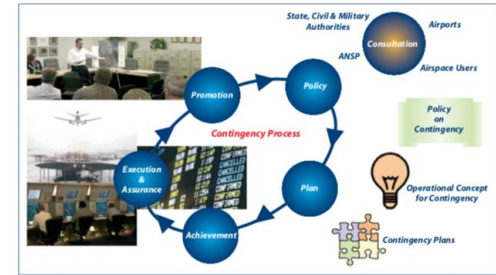 State, Civil & Military
Authorities
Airports
Consultation
ANSP
Airspace Users
Promotion
Policy
Contingency Process
Policy
on
Contingency
Execution
&
Assurance
Plan
Operational Concept
for Contingency
Achievement
Contingency Plans
CANCELLED
CONFIRMED